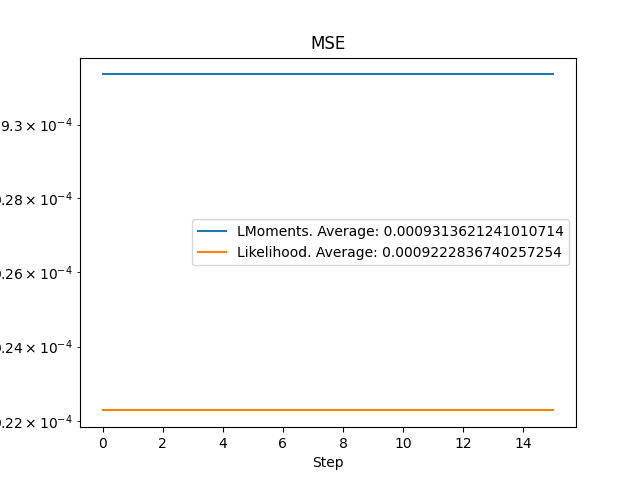 MSE
9.3 × 10⁻⁴
.28 × 10⁻⁴
.26 × 10⁻⁴
.24 × 10⁻⁴
.22 × 10⁻⁴
LMoments. Average: 0.0009313621241010714
Likelihood. Average: 0.0009222836740257254
0 2 4 6 8 10 12 14
Step